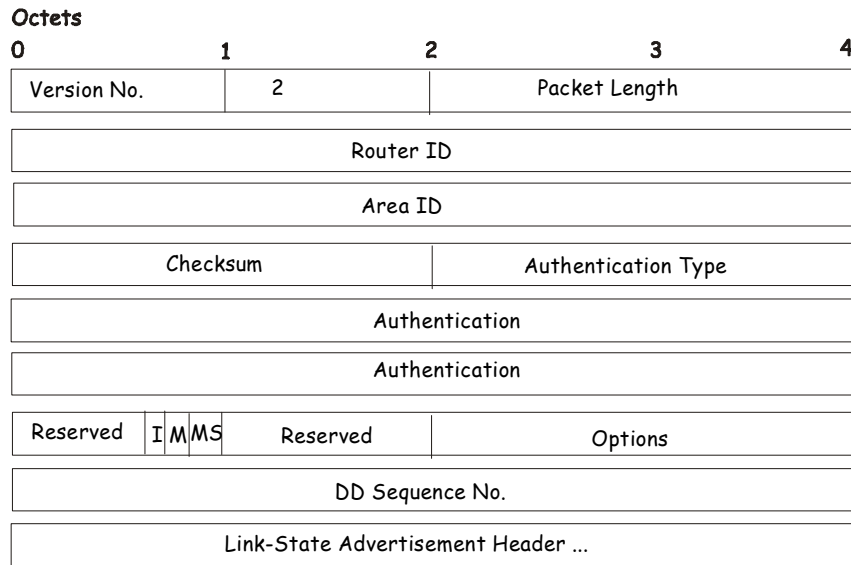 Octets
0 1 2 3 4
Version No. 2 Packet Length
Router ID
Area ID
Checksum Authentication Type
Authentication
Authentication
Reserved I M MS Reserved Options
DD Sequence No.
Link-State Advertisement Header ...